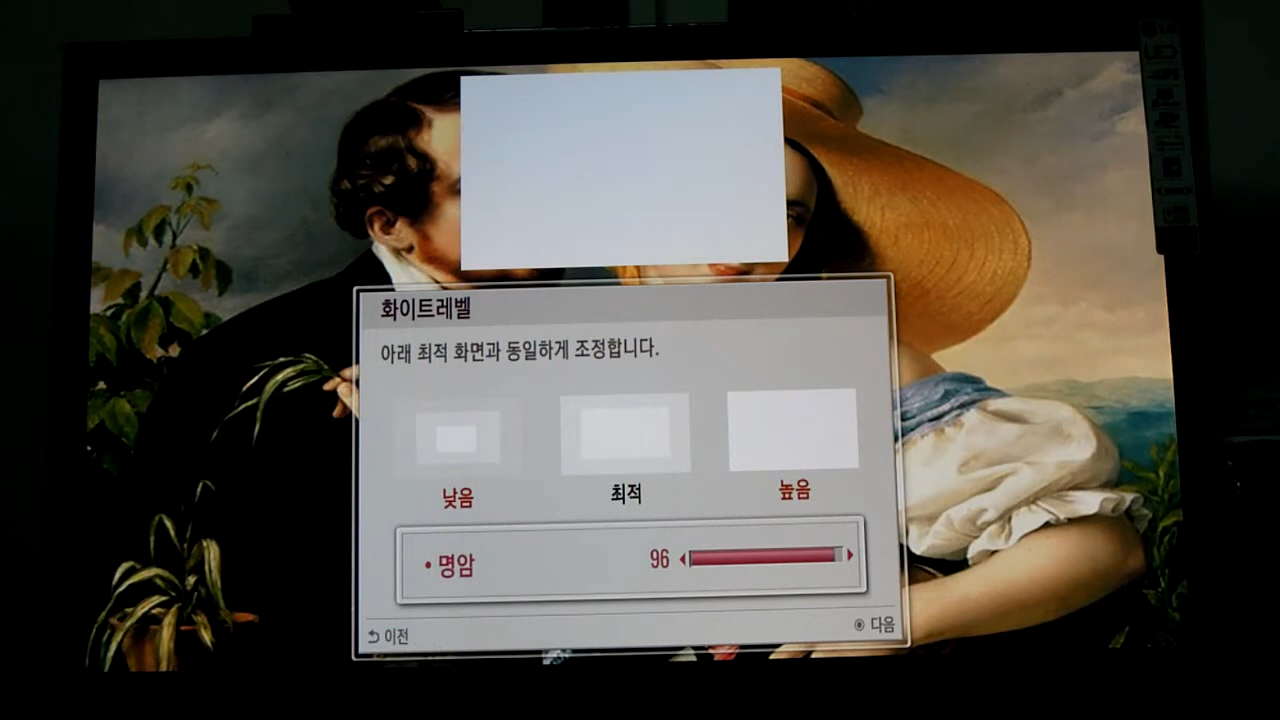 화이트레벨
아래 최적 화면과 동일하게 조정합니다.
낮음 최적 높음
• 명암 96
이전 다음